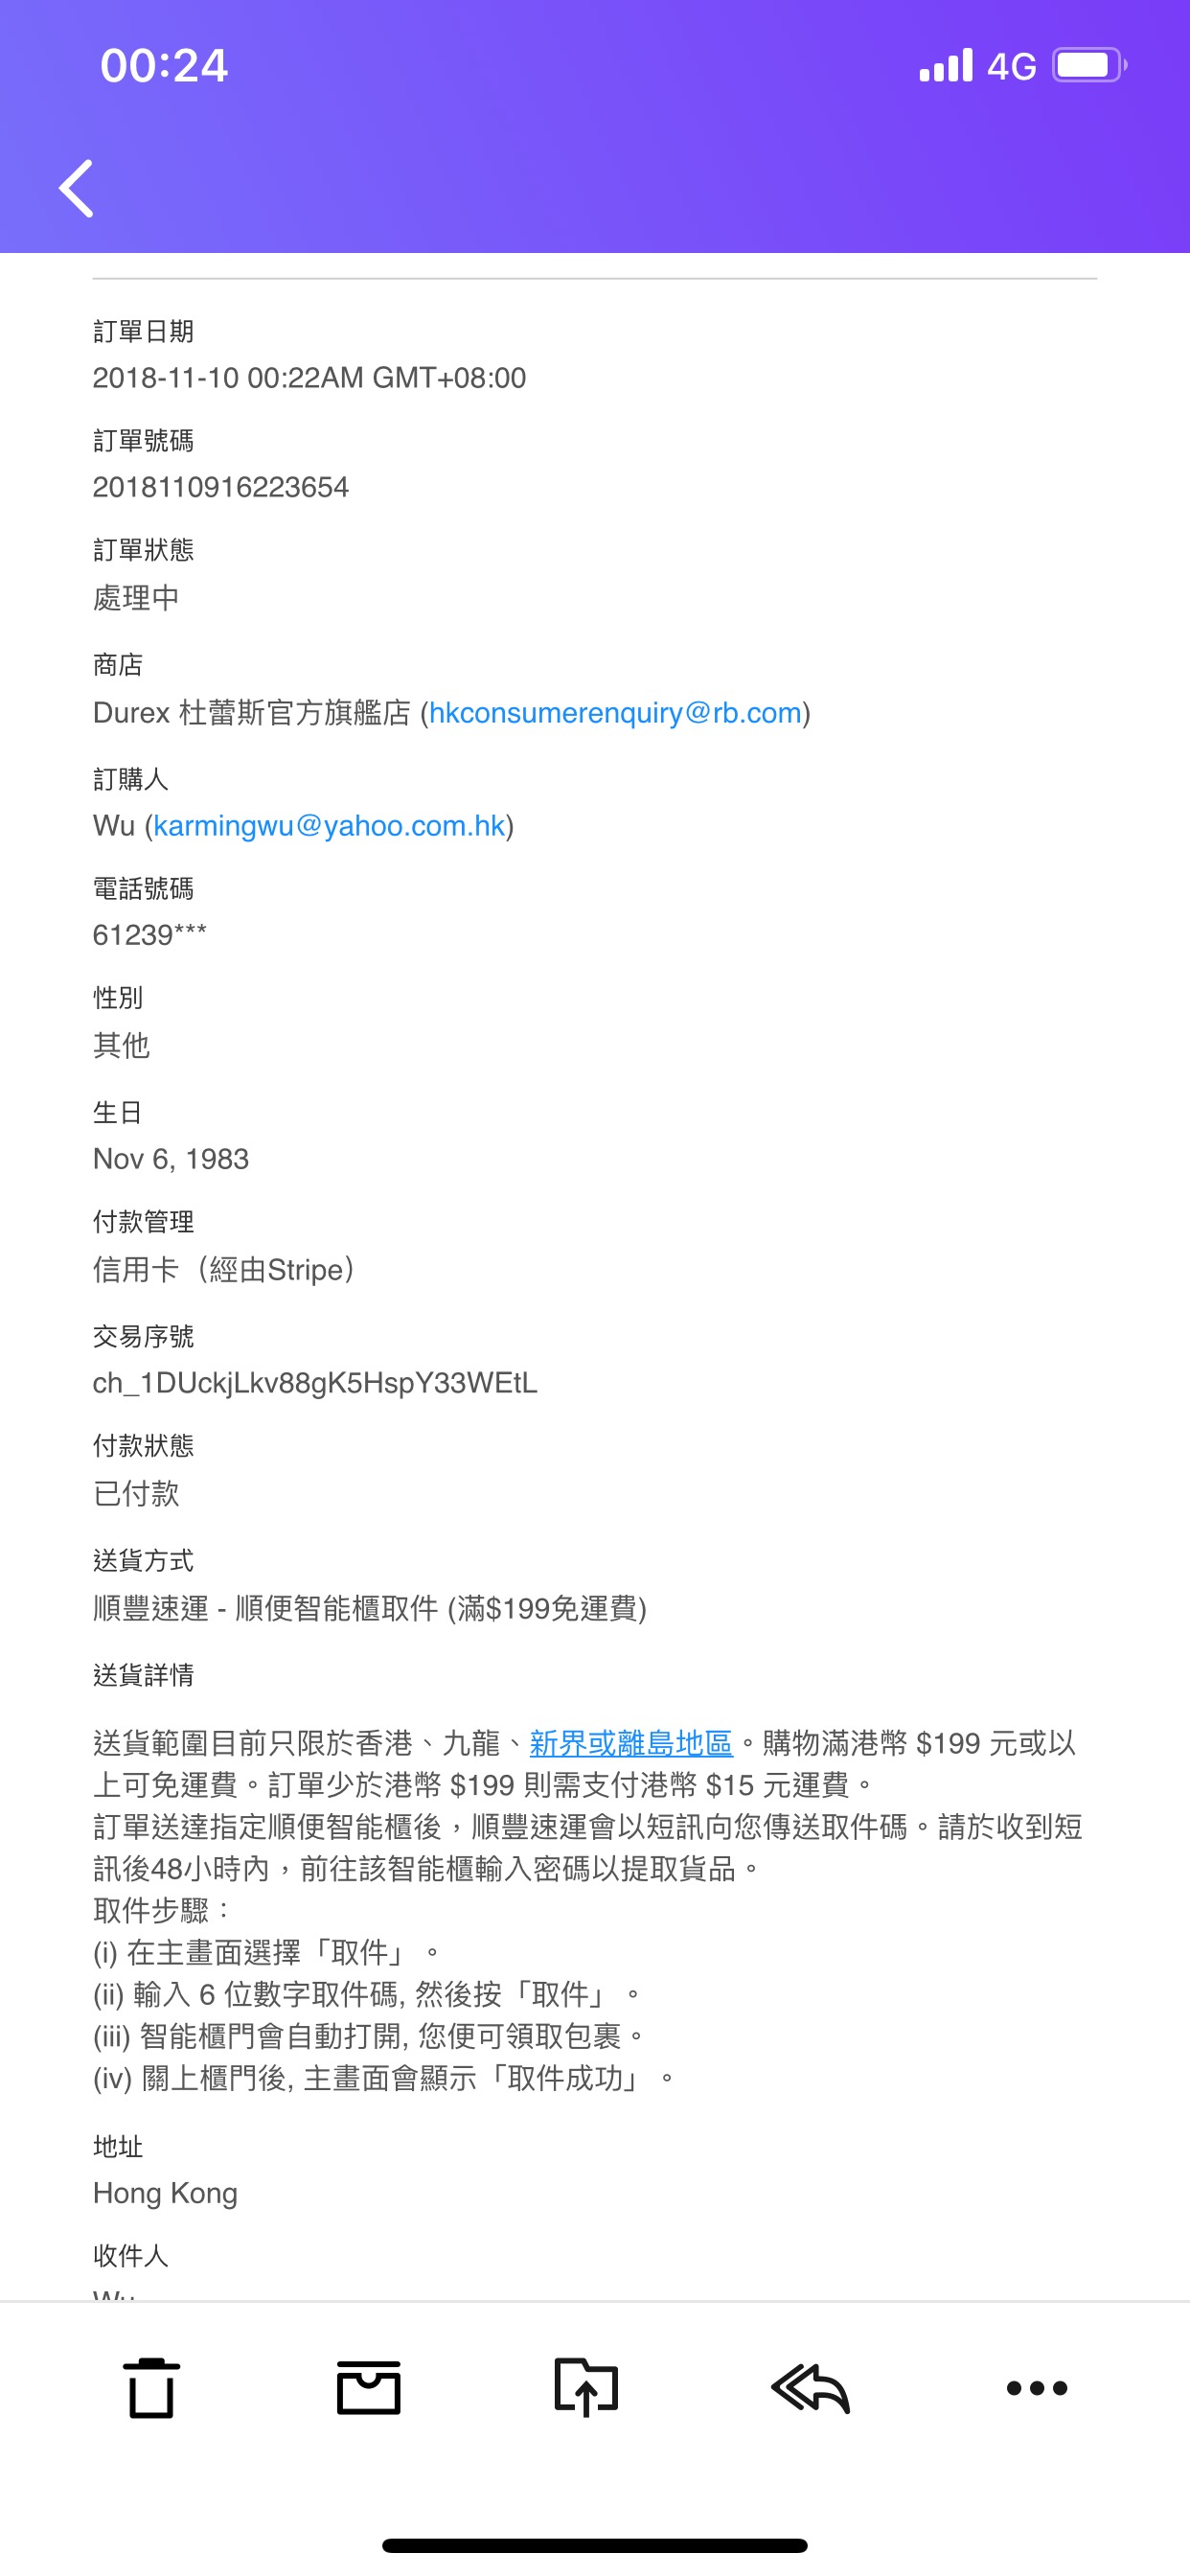 00:24
4G
訂單日期
2018-11-10 00:22AM GMT+08:00
訂單號碼
2018110916223654
訂單狀態
處理中
商店
Durex 杜蕾斯官方旗艦店 (hkconsumerenquiry@rb.com)
訂購人
Wu (karmingwu@yahoo.com.hk)
電話號碼
61239***
性別
其他
生日
Nov 6, 1983
付款管理
信用卡（經由Stripe）
交易序號
ch_1DUckjLkv88gK5HspY33WEtL
付款狀態
已付款
送貨方式
順豐速運 - 順便智能櫃取件 (滿$199免運費)
送貨詳情
送貨範圍目前只限於香港、九龍、新界或離島地區。購物滿港幣 $199 元或以
上可免運費。訂單少於港幣 $199 則需支付港幣 $15 元運費。
訂單送達指定順便智能櫃後，順豐速運會以短訊向您傳送取件碼。請於收到短
訊後48小時內，前往該智能櫃輸入密碼以提取貨品。
取件步驟：
(i) 在主畫面選擇「取件」。
(ii) 輸入 6 位數字取件碼, 然後按「取件」。
(iii) 智能櫃門會自動打開, 您便可領取包裹。
(iv) 關上櫃門後, 主畫面會顯示「取件成功」。
地址
Hong Kong
收件人
Wu